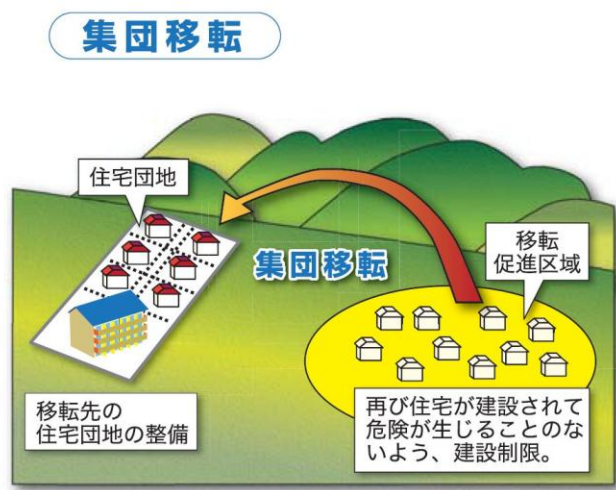 集団移転
住宅団地
集団移転
移転
促進区域
移転先の
住宅団地の整備
再び住宅が建設されて
危険が生じることのな
いよう、建設制限。